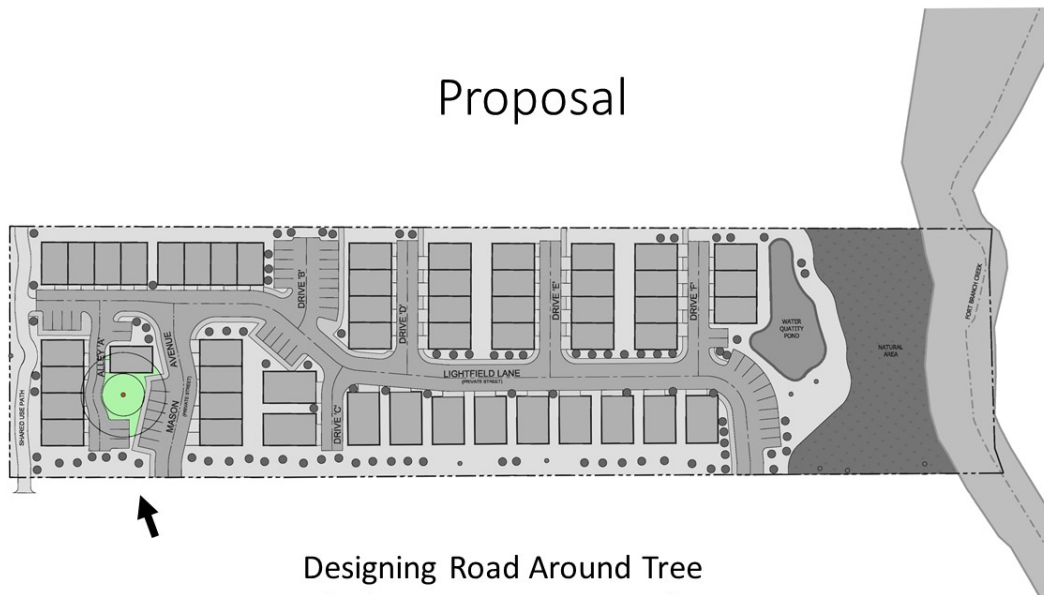 Proposal
DRIVE 'B'
DRIVE 'D'
DRIVE 'E'
DRIVE 'F'
FORT BRANCH CREEK
WATER
QUATITY
POND
NATURAL
AREA
ALLEY 'A'
MASON AVENUE
(PRIVATE STREET)
LIGHTFIELD LANE
(PRIVATE STREET)
DRIVE 'C'
SHARED USE PATH
Designing Road Around Tree